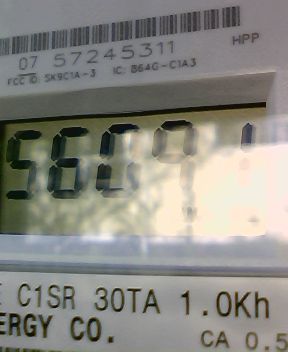 07 57245311
HPP
FCC ID: SK9C1A-3 IC: 864G-C1A3
56091
C1SR 30TA 1.0Kh
ERGY CO.
CA 0.5